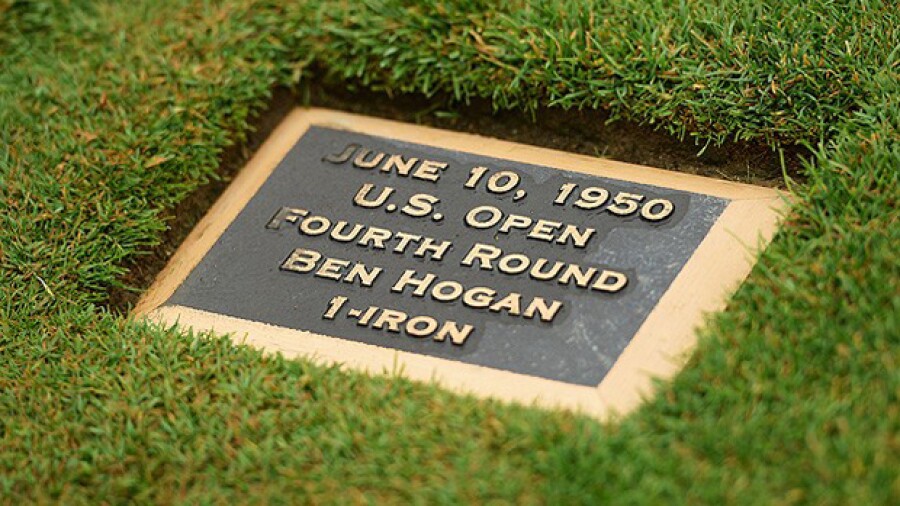 June 10, 1950
U.S. Open
Fourth Round
Ben Hogan
1-iron